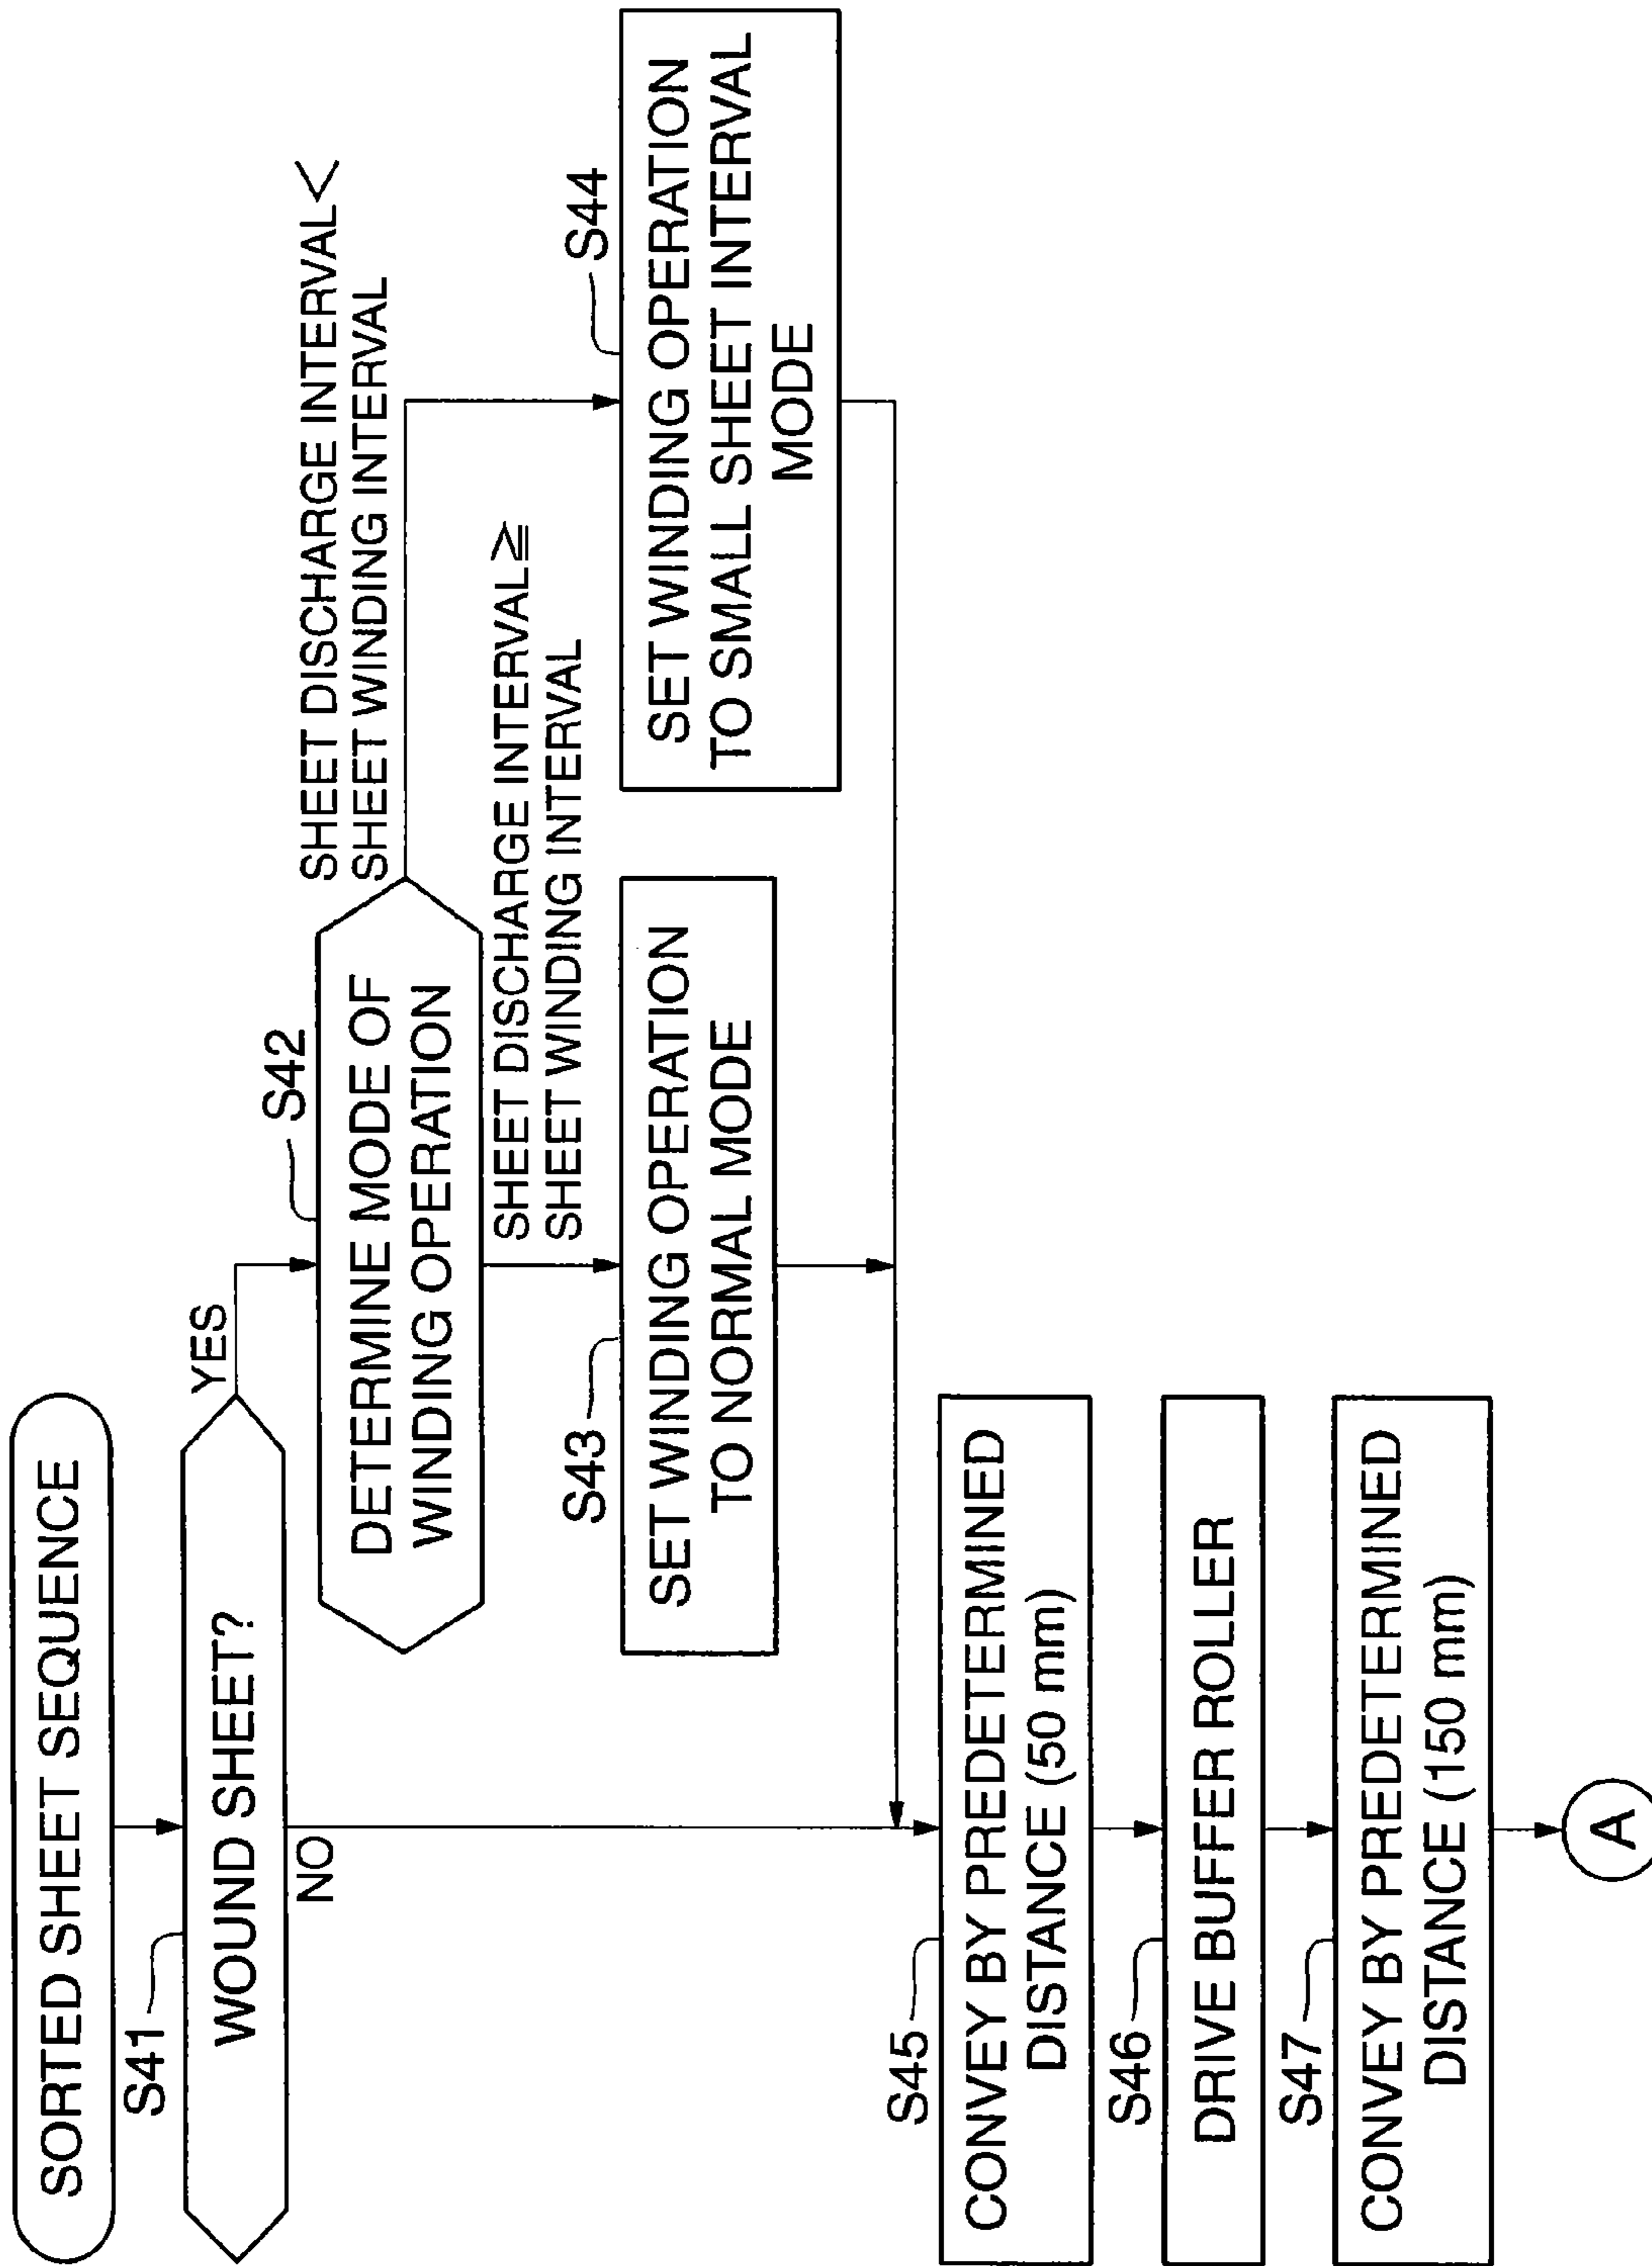 SORTED SHEET SEQUENCE
S41
WOUND SHEET?
YES
NO
S42
DETERMINE MODE OF
WINDING OPERATION
SHEET DISCHARGE INTERVAL <
SHEET WINDING INTERVAL
SHEET DISCHARGE INTERVAL ≧
SHEET WINDING INTERVAL
S43
SET WINDING OPERATION
TO NORMAL MODE
S44
SET WINDING OPERATION
TO SMALL SHEET INTERVAL
MODE
S45
CONVEY BY PREDETERMINED
DISTANCE (50 mm)
S46
DRIVE BUFFER ROLLER
S47
CONVEY BY PREDETERMINED
DISTANCE (150 mm)
A